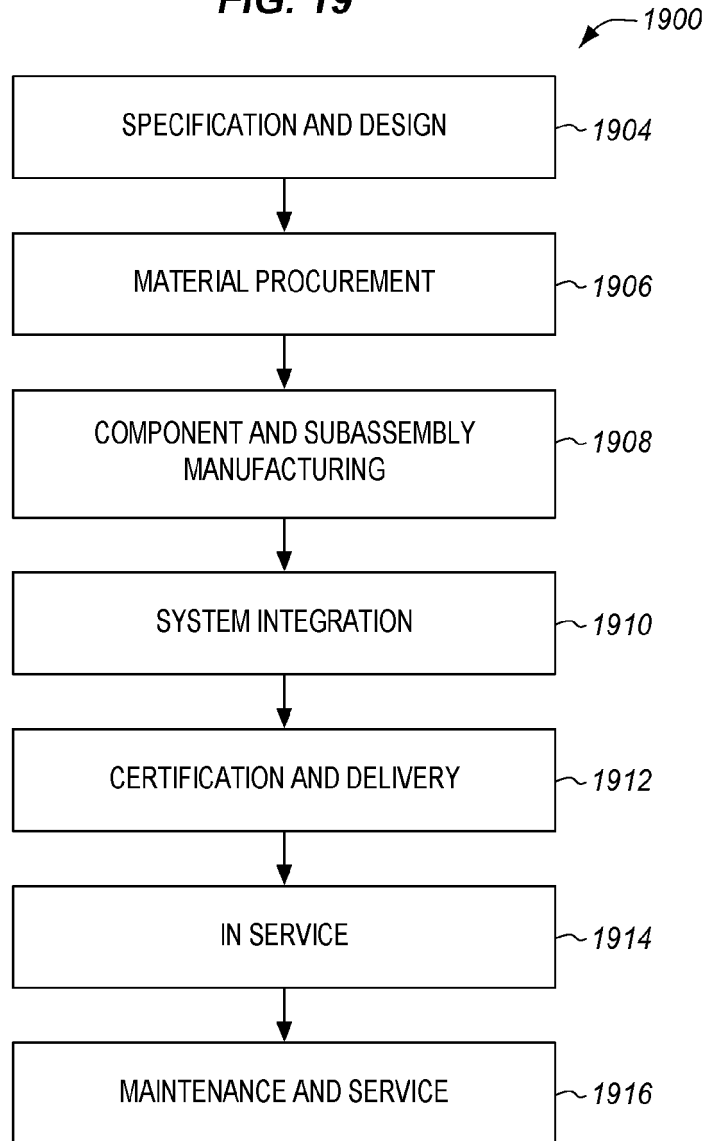 FIG. 19
1900
SPECIFICATION AND DESIGN
1904
MATERIAL PROCUREMENT
1906
COMPONENT AND SUBASSEMBLY
MANUFACTURING
1908
SYSTEM INTEGRATION
1910
CERTIFICATION AND DELIVERY
1912
IN SERVICE
1914
MAINTENANCE AND SERVICE
1916